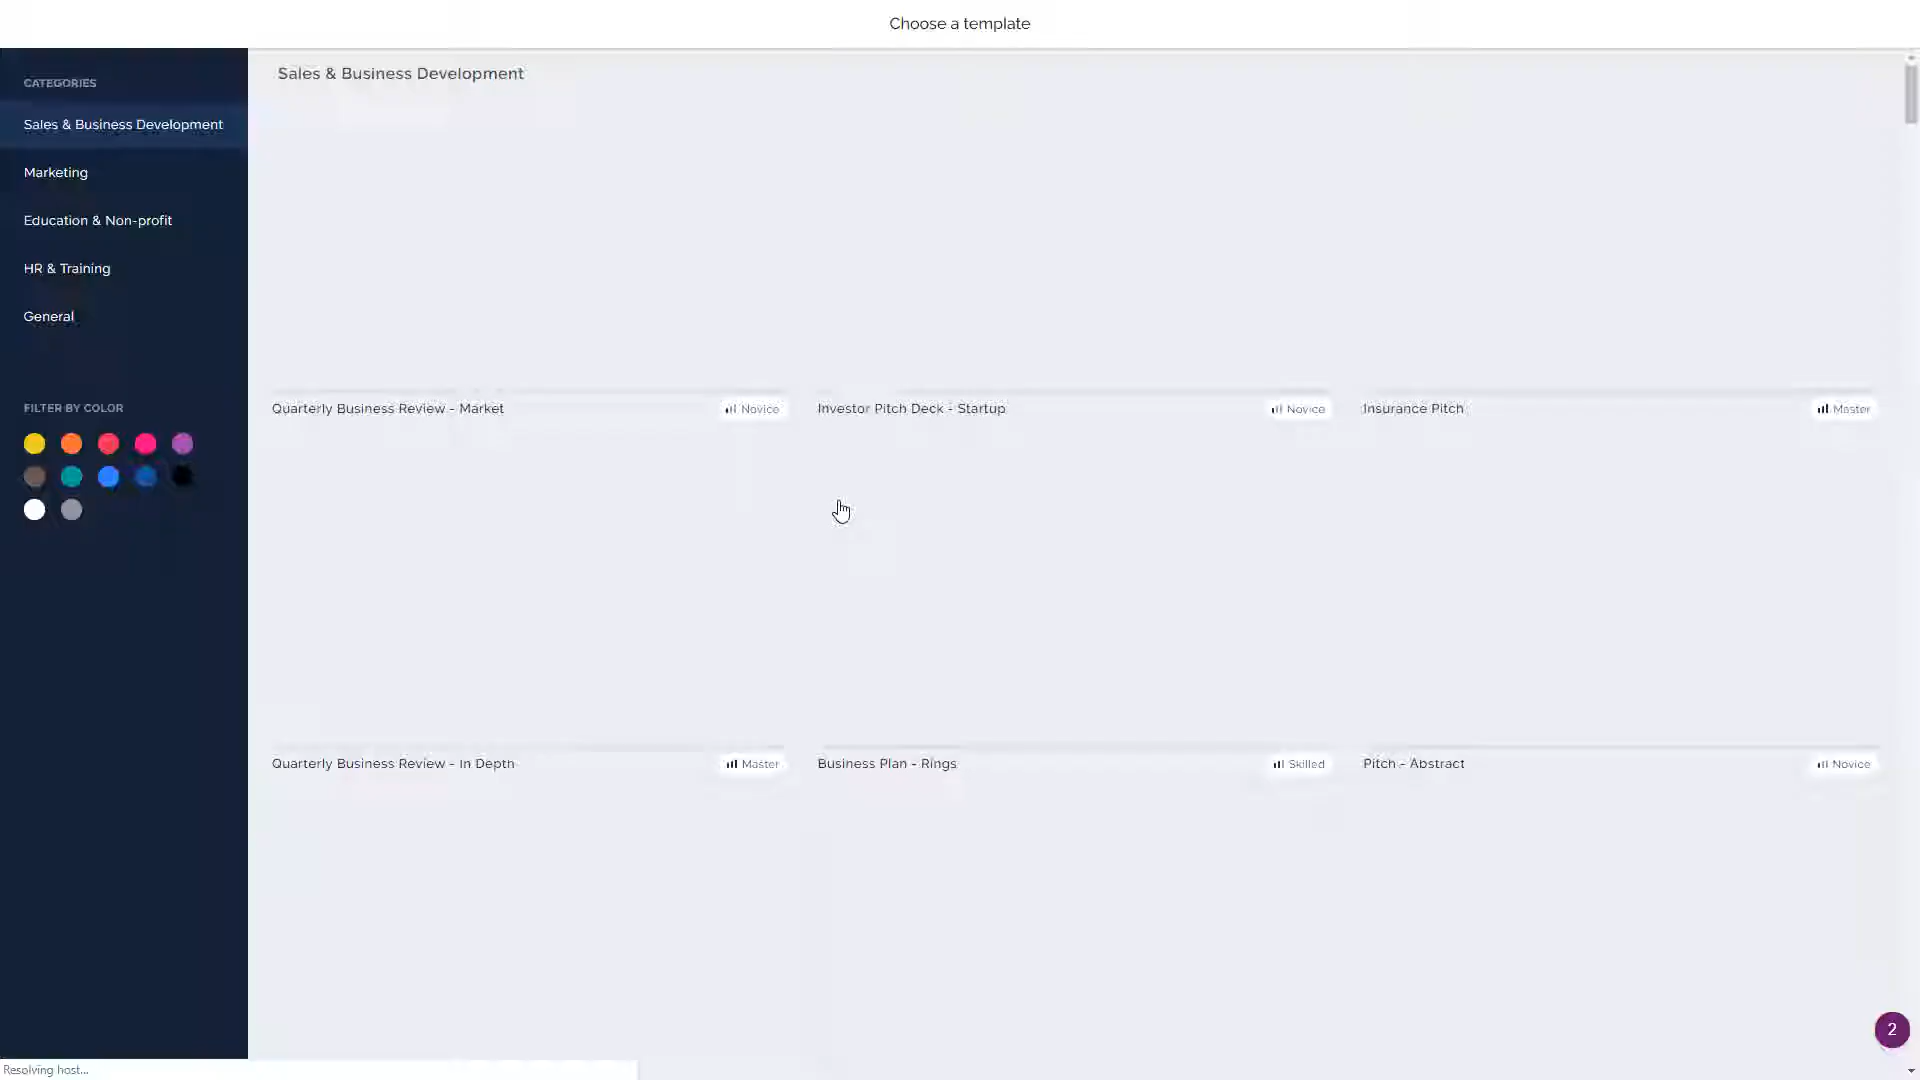 Choose a template
CATEGORIES
Sales & Business Development
Marketing
Education & Non-profit
HR & Training
General
FILTER BY COLOR
Sales & Business Development
Quarterly Business Review - Market
Novice
Investor Pitch Deck - Startup
Novice
Insurance Pitch
Master
Quarterly Business Review - In Depth
Master
Business Plan - Rings
Skilled
Pitch - Abstract
Novice
2
Resolving host...